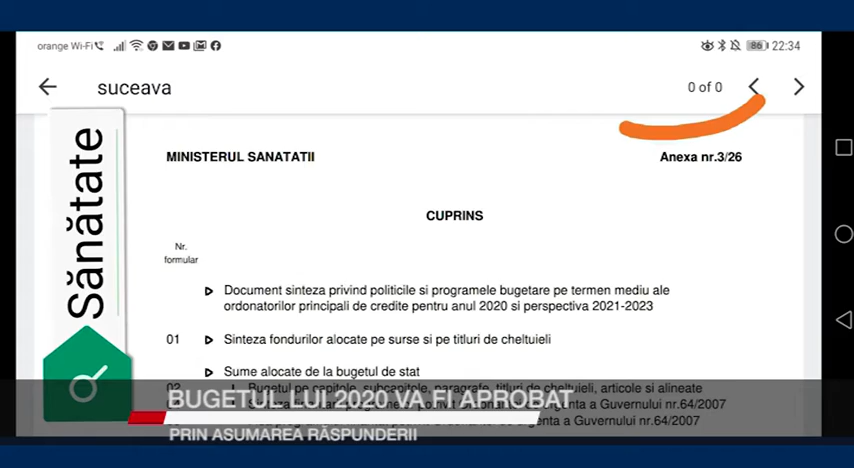 orange Wi-Fi
86
22:34
suceava
0 of 0
Sănătate
MINISTERUL SANATATII
Anexa nr.3/26
CUPRINS
Nr.
formular
Document sinteza privind politicile si programele bugetare pe termen mediu ale
ordonatorilor principali de credite pentru anul 2020 si perspectiva 2021-2023
01 Sinteza fondurilor alocate pe surse si pe titluri de cheltuieli
Sume alocate de la bugetul de stat
02 Bugetul pe capitole, subcapitole, paragrafe, titluri de cheltuieli, articole si alineate
a Guvernului nr.64/2007
a Guvernului nr.64/2007
BUGETUL LUI 2020 VA FI APROBAT
PRIN ASUMAREA RĂSPUNDERII